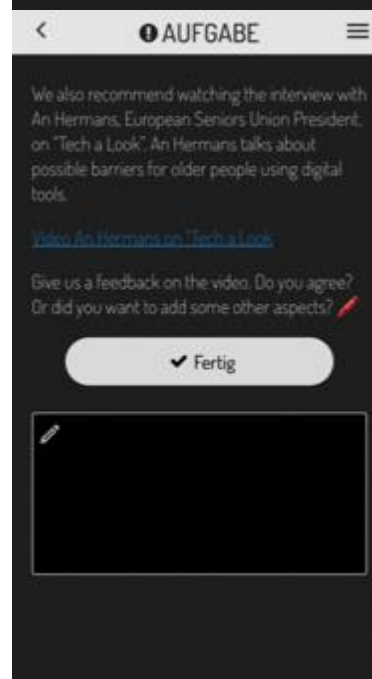 AUFGABE
We also recommend watching the interview with
An Hermans, European Seniors Union President,
on "Tech a Look". An Hermans talks about
possible barriers for older people using digital
tools.
Video An Hermans on "Tech a Look
Give us a feedback on the video. Do you agree?
Or did you want to add some other aspects?
Fertig